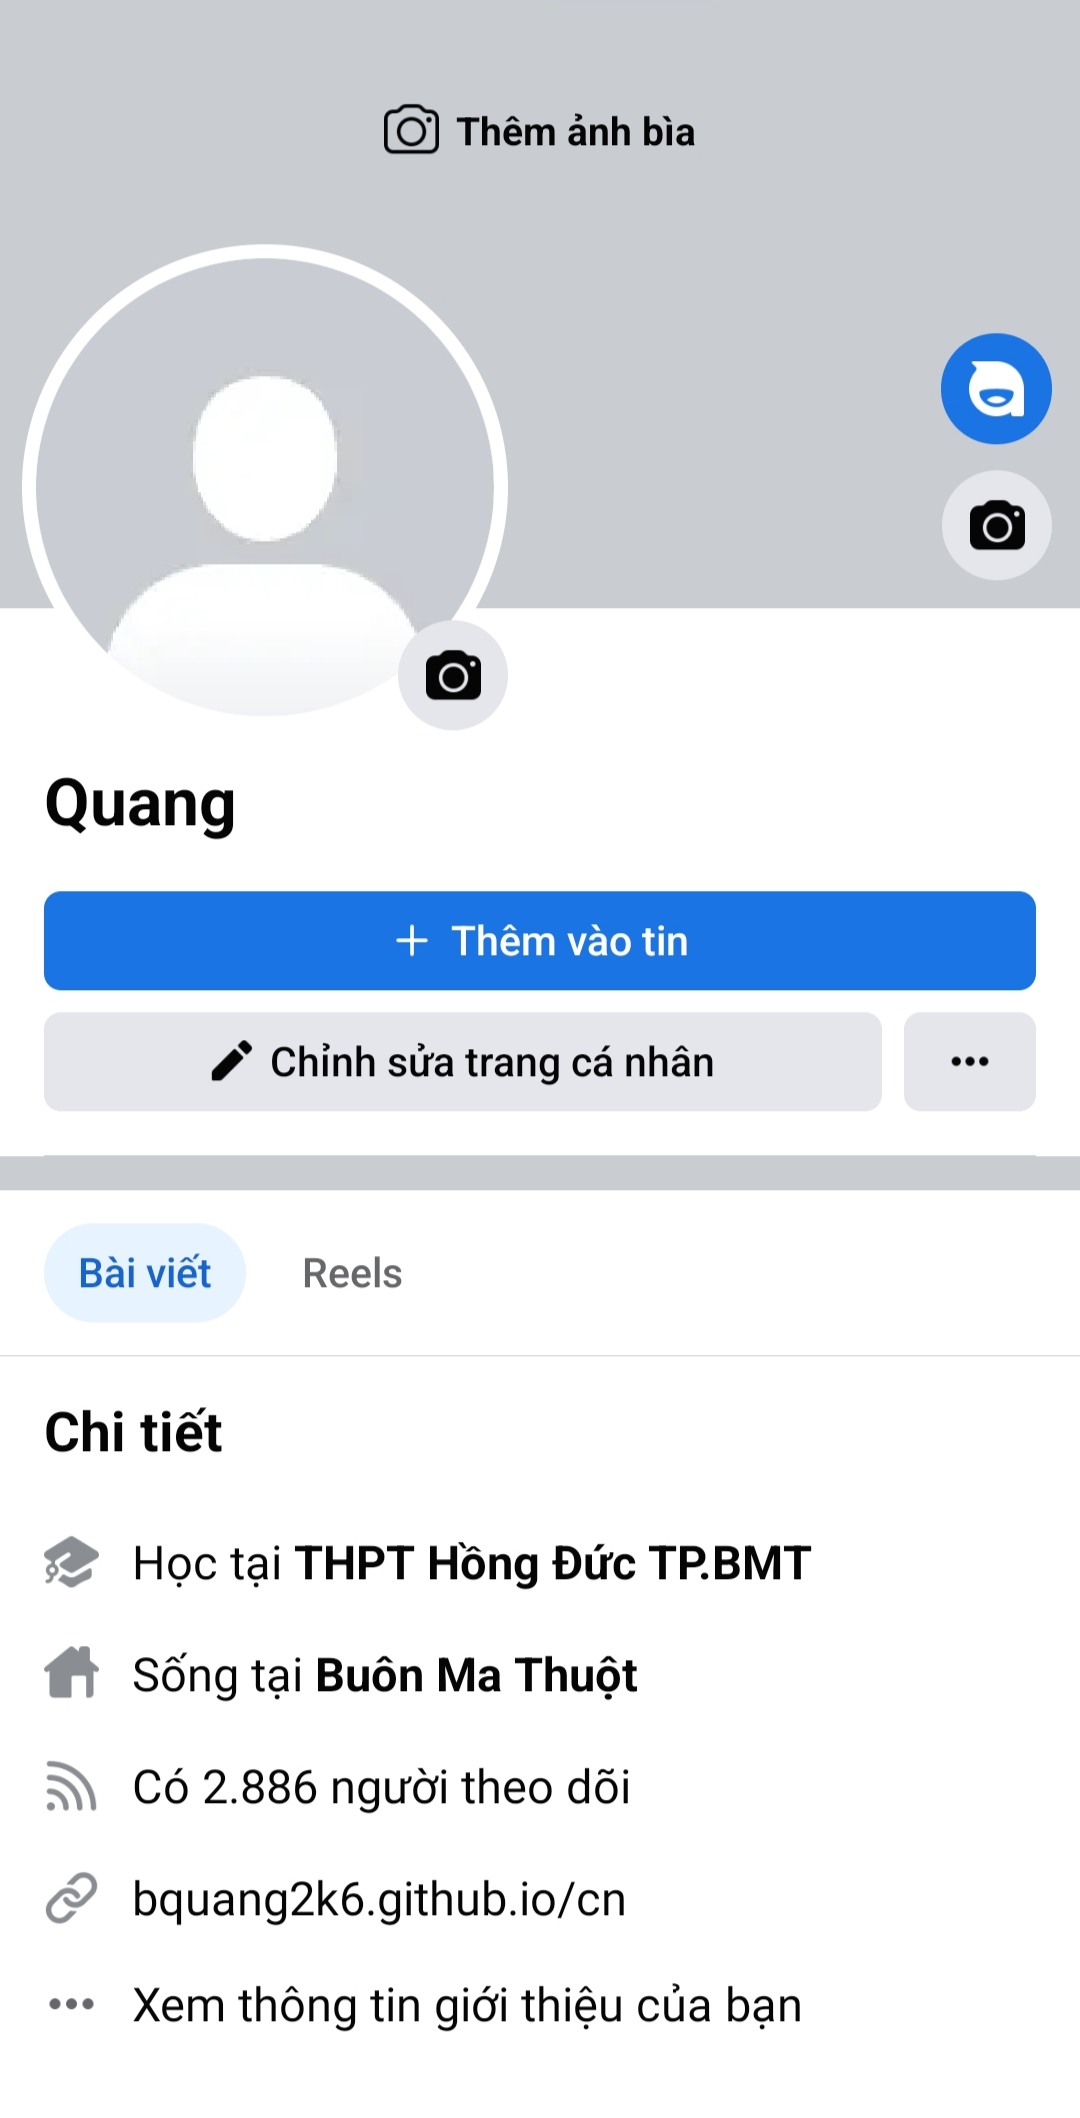 Thêm ảnh bìa
Quang
Thêm vào tin
Chỉnh sửa trang cá nhân
Bài viết
Reels
Chi tiết
Học tại THPT Hồng Đức TP.BMT
Sống tại Buôn Ma Thuột
Có 2.886 người theo dõi
bquang2k6.github.io/cn
Xem thông tin giới thiệu của bạn